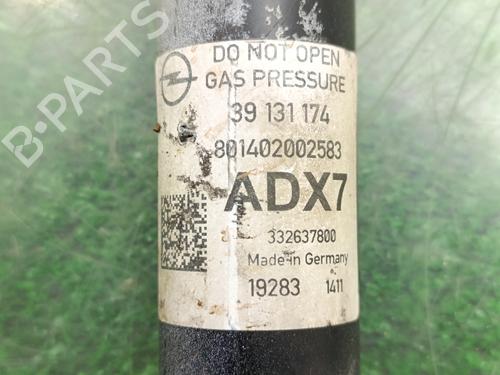 DO NOT OPEN
GAS PRESSURE
39 131 174
801402002583
ADX7
332637800
Made in Germany
19283 1411
B-PARTS